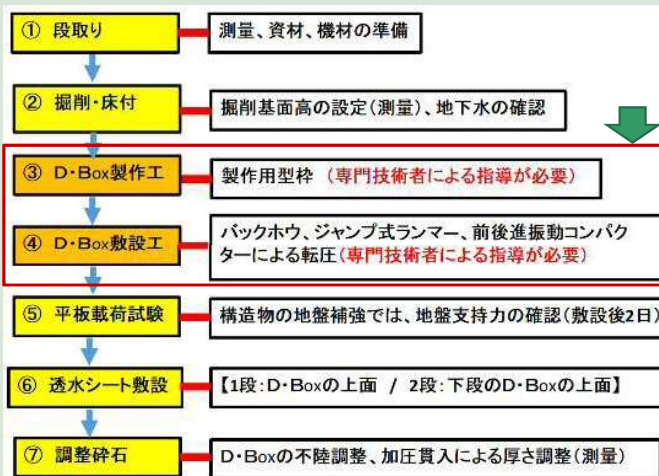 ① 段取り
測量、資材、機材の準備
② 掘削・床付
掘削基面高の設定(測量)、地下水の確認
③ D・Box製作工
製作用型枠 (専門技術者による指導が必要)
④ D・Box敷設工
バックホウ、ジャンプ式ランマー、前後進振動コンパク
ターによる転圧(専門技術者による指導が必要)
⑤ 平板載荷試験
構造物の地盤補強では、地盤支持力の確認(敷設後2日)
⑥ 透水シート敷設
【1段:D・Boxの上面 / 2段:下段のD・Boxの上面】
⑦ 調整砕石
D・Boxの不陸調整、加圧貫入による厚さ調整(測量)